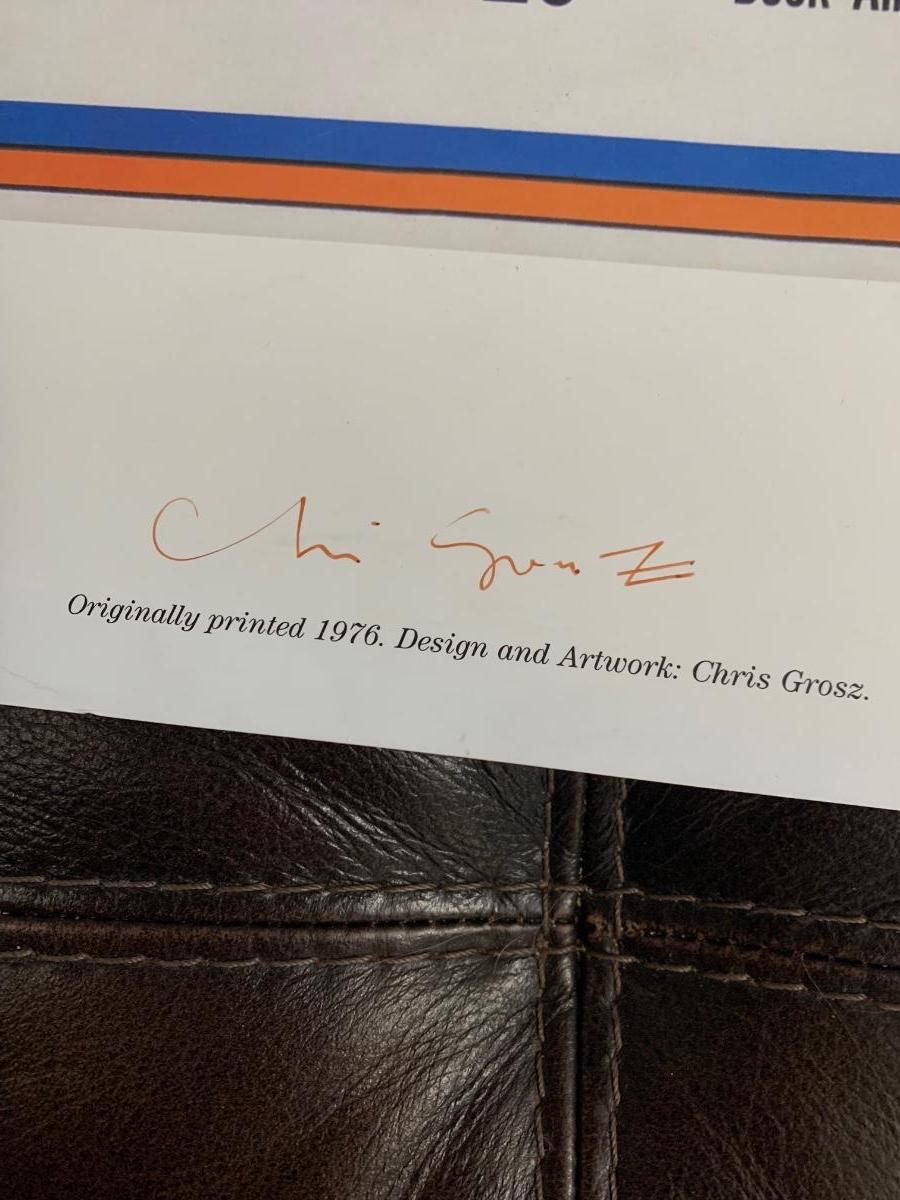 Chris Grosz
Originally printed 1976. Design and Artwork: Chris Grosz.